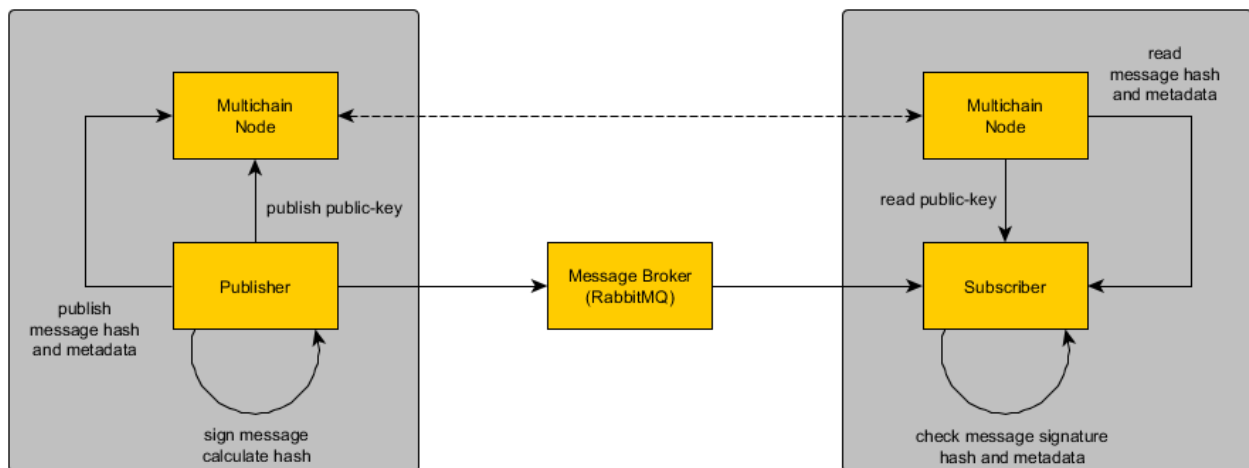 Multichain
Node
Multichain
Node
read
message hash
and metadata
publish public-key
read public-key
Publisher
Message Broker
(RabbitMQ)
Subscriber
publish
message hash
and metadata
sign message
calculate hash
check message signature
hash and metadata